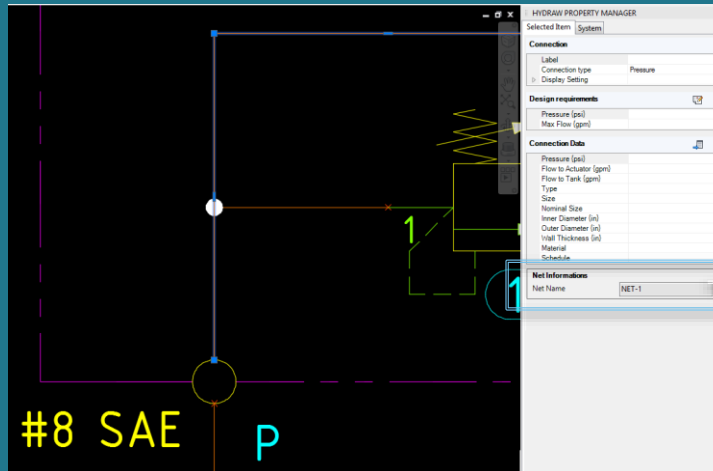 HYDRAW PROPERTY MANAGER
Selected Item System
Connection
Label
Connection type Pressure
Display Setting
Design requirements
Pressure (psi)
Max Flow (gpm)
Connection Data
Pressure (psi)
Flow to Actuator (gpm)
Flow to Tank (gpm)
Type
Size
Nominal Size
Inner Diameter (in)
Outer Diameter (in)
Wall Thickness (in)
Material
Schedule
Net Informations
Net Name NET-1
1
1
#8 SAE
P